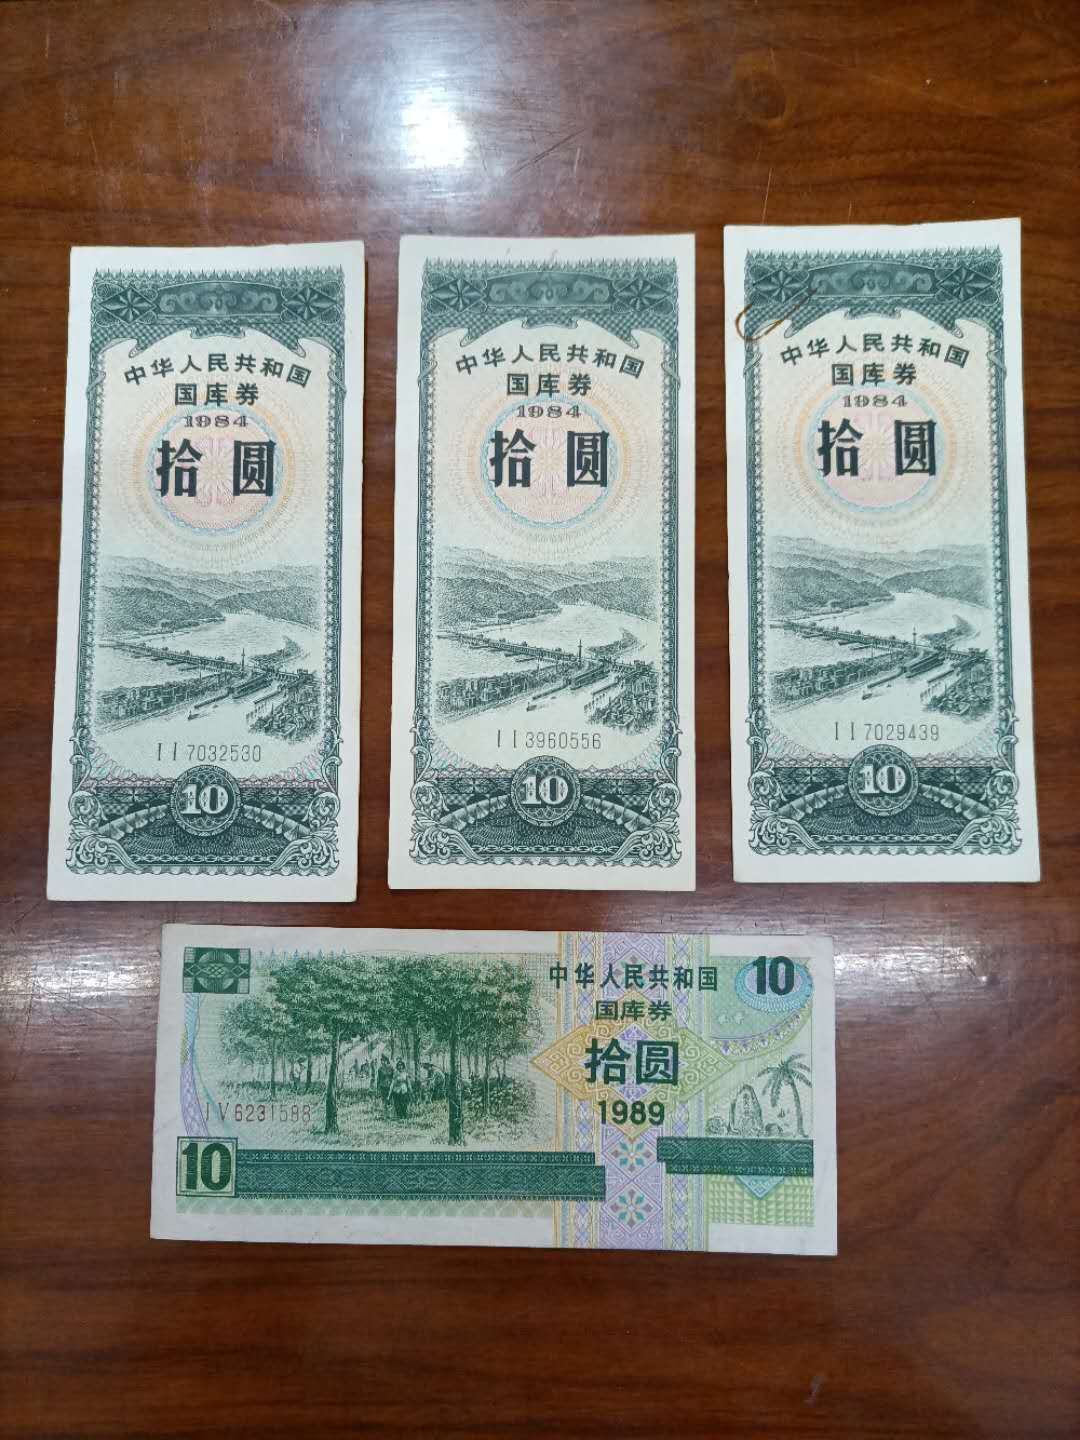 中华人民共和国
国库券
1984
拾圆
II7032530
10
中华人民共和国
国库券
1984
拾圆
II3960556
10
中华人民共和国
国库券
1984
拾圆
II7029439
10
中华人民共和国
10
国库券
拾圆
1989
IV6231598
10